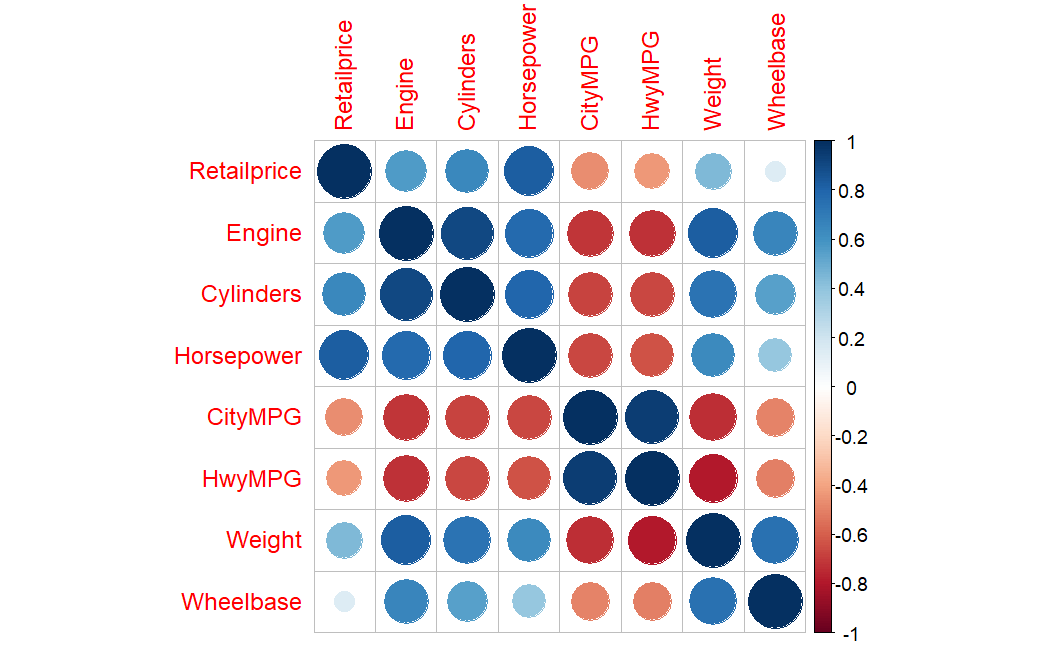 Retailprice
Engine
Cylinders
Horsepower
CityMPG
HwyMPG
Weight
Wheelbase
Retailprice
Engine
Cylinders
Horsepower
CityMPG
HwyMPG
Weight
Wheelbase
1
0.8
0.6
0.4
0.2
0
-0.2
-0.4
-0.6
-0.8
-1